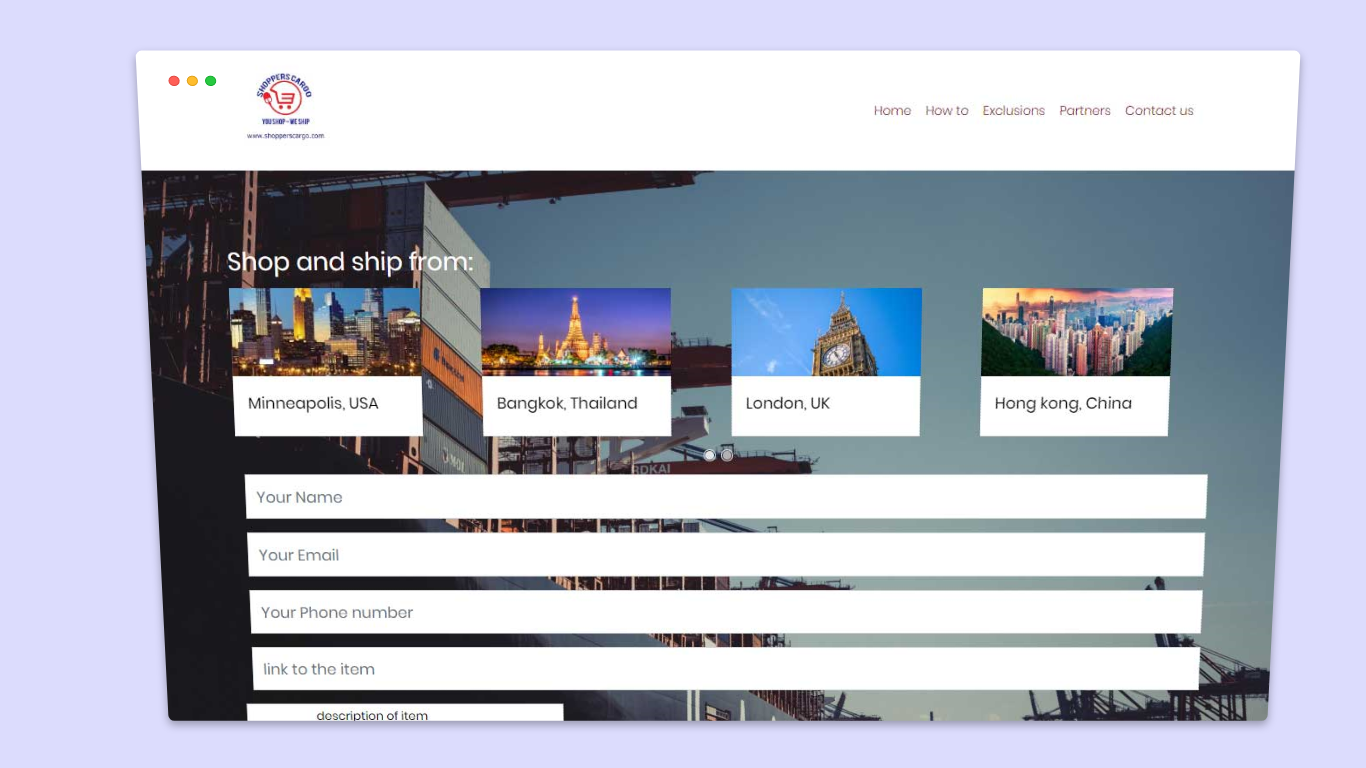 SHOPPERS CARGO
YOU SHOP - WE SHIP
www.shopperscargo.com
Home How to Exclusions Partners Contact us
Shop and ship from:
Minneapolis, USA
Bangkok, Thailand
London, UK
Hong kong, China
Your Name
Your Email
Your Phone number
link to the item
description of item